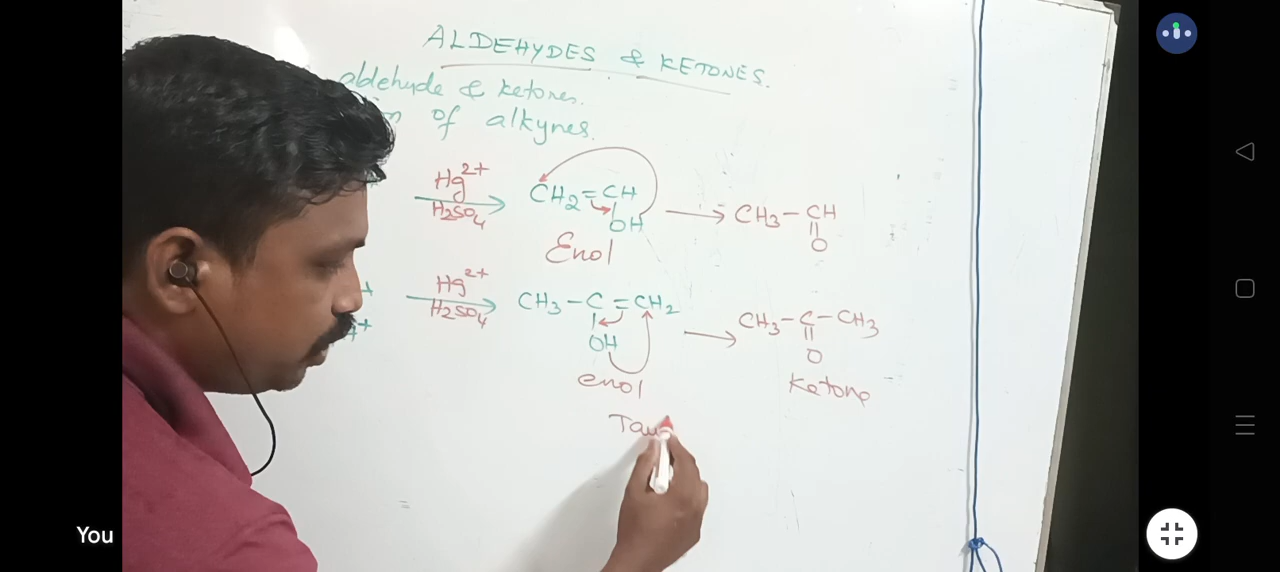 ALDEHYDES & KETONES.
aldehyde & ketones.
of alkynes.
Hg2+
H2SO4
CH2=CH
OH
Enol
CH3-CH
O
Hg2+
H2SO4
CH3-C=CH2
OH
enol
CH3-C-CH3
O
Ketone
Tau
You